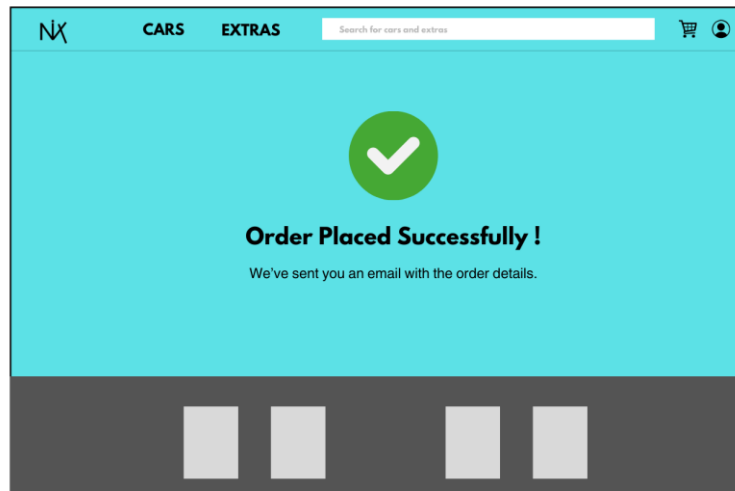 NIX
CARS
EXTRAS
Search for cars and extras
Order Placed Successfully !
We've sent you an email with the order details.